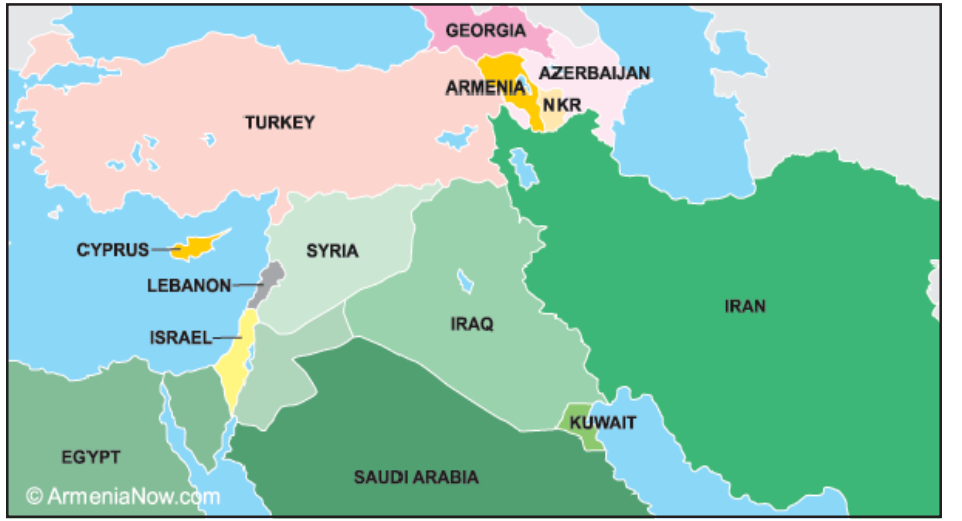 GEORGIA
AZERBAIJAN
ARMENIA
NKR
TURKEY
CYPRUS
SYRIA
LEBANON
IRAN
IRAQ
ISRAEL
KUWAIT
EGYPT
SAUDI ARABIA
© ArmeniaNow.com